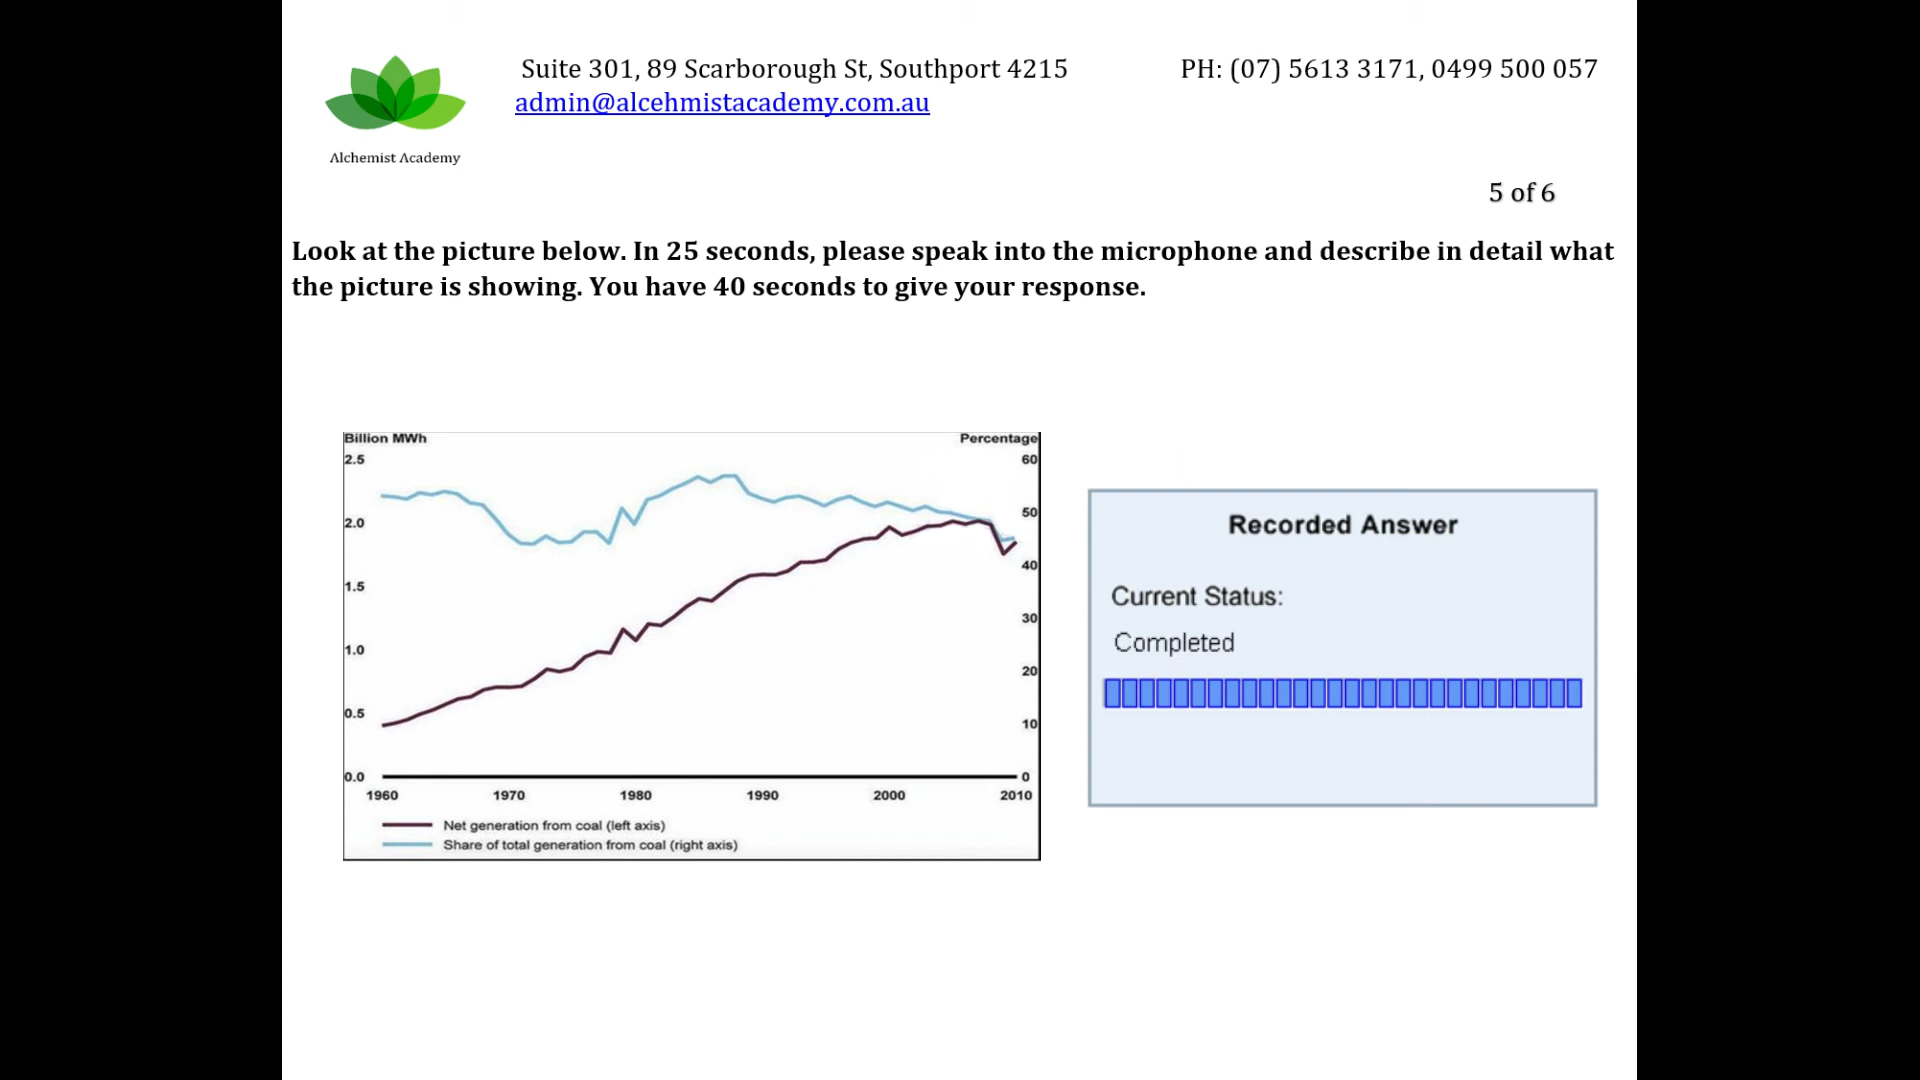 Suite 301, 89 Scarborough St, Southport 4215 PH: (07) 5613 3171, 0499 500 057
admin@alcehmistacademy.com.au
Alchemist Academy
5 of 6
Look at the picture below. In 25 seconds, please speak into the microphone and describe in detail what
the picture is showing. You have 40 seconds to give your response.
Billion MWh Percentage
2.5 60
50
2.0
40
1.5
30
1.0
20
0.5
10
0.0 0
1960 1970 1980 1990 2000 2010
Net generation from coal (left axis)
Share of total generation from coal (right axis)
Recorded Answer
Current Status:
Completed